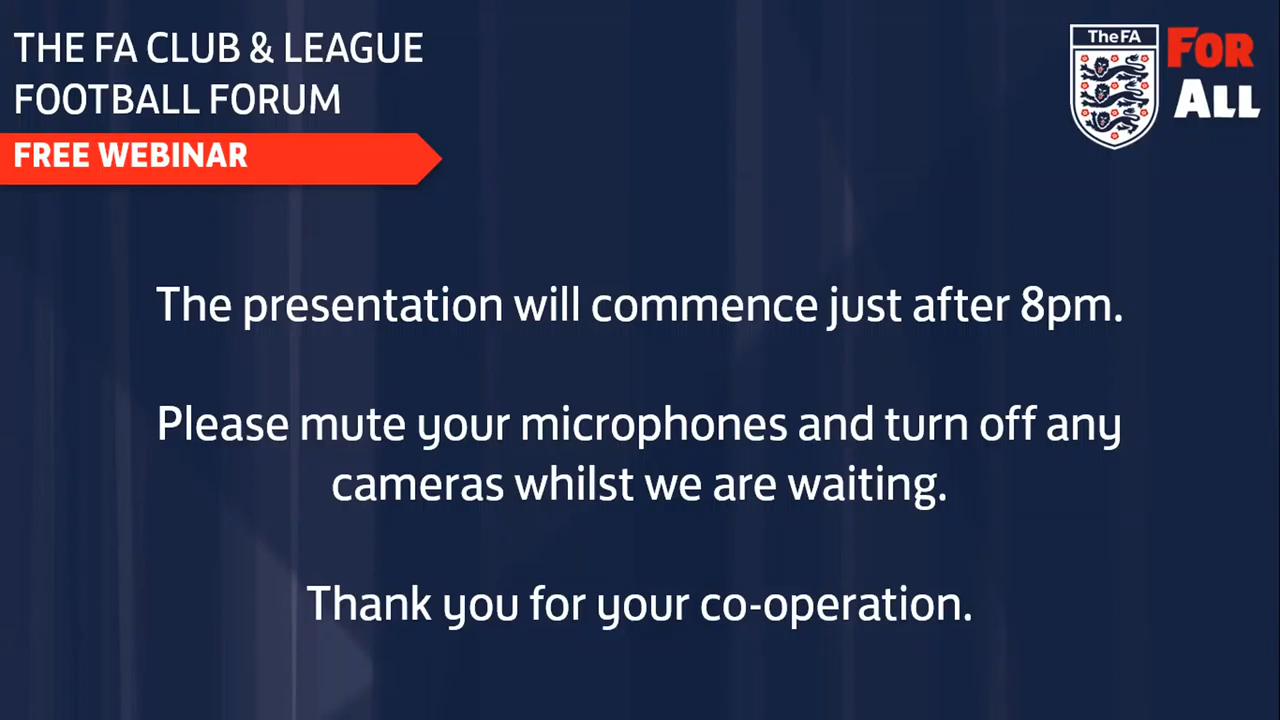 THE FA CLUB & LEAGUE
FOOTBALL FORUM
FREE WEBINAR
TheFA
FOR
ALL
The presentation will commence just after 8pm.
Please mute your microphones and turn off any
cameras whilst we are waiting.
Thank you for your co-operation.